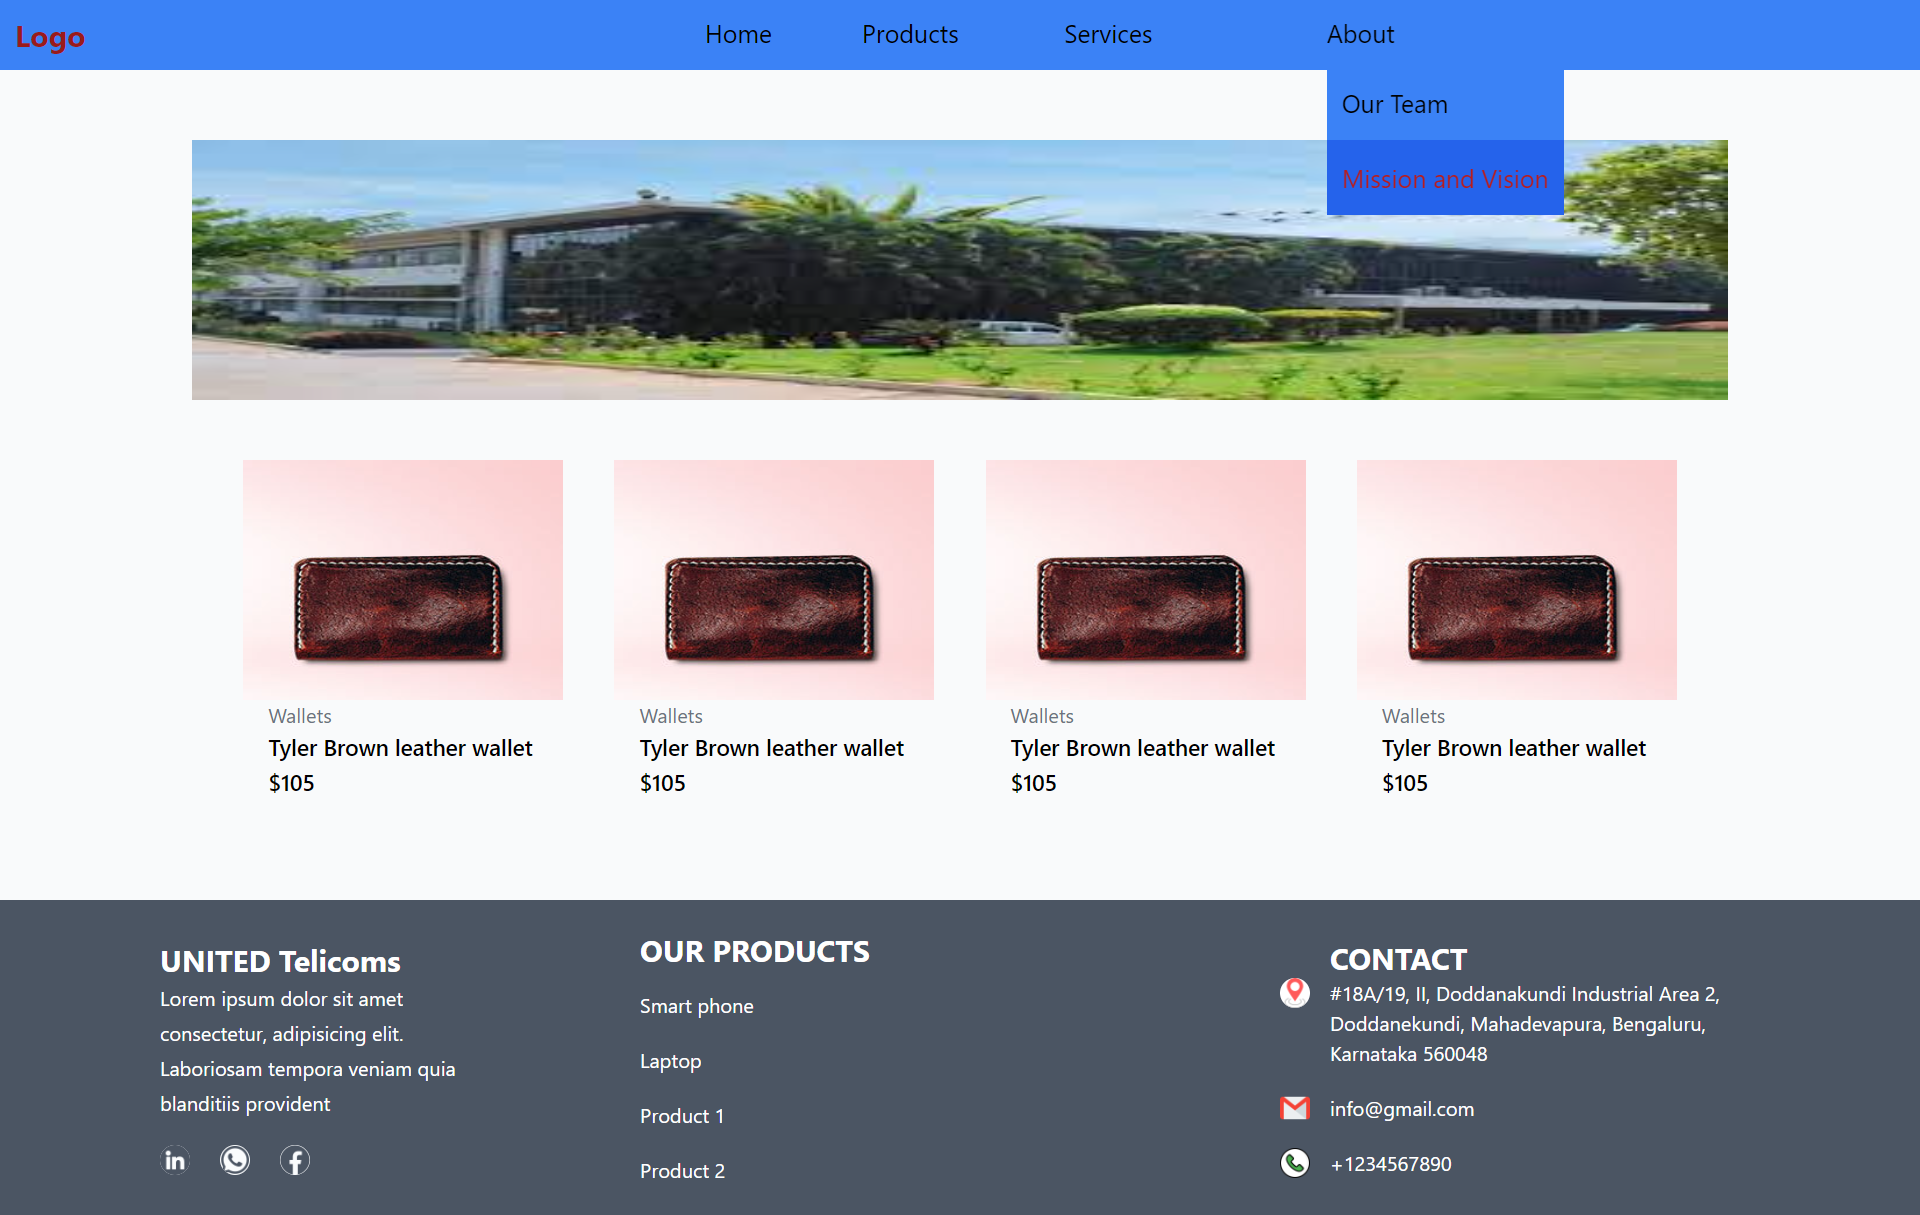 Logo
Home
Products
Services
About
Our Team
Mission and Vision
Wallets
Tyler Brown leather wallet
$105
Wallets
Tyler Brown leather wallet
$105
Wallets
Tyler Brown leather wallet
$105
Wallets
Tyler Brown leather wallet
$105
UNITED Telicoms
Lorem ipsum dolor sit amet
consectetur, adipisicing elit.
Laboriosam tempora veniam quia
blanditiis provident
in
OUR PRODUCTS
Smart phone
Laptop
Product 1
Product 2
CONTACT
#18A/19, II, Doddanakundi Industrial Area 2,
Doddanekundi, Mahadevapura, Bengaluru,
Karnataka 560048
info@gmail.com
+1234567890